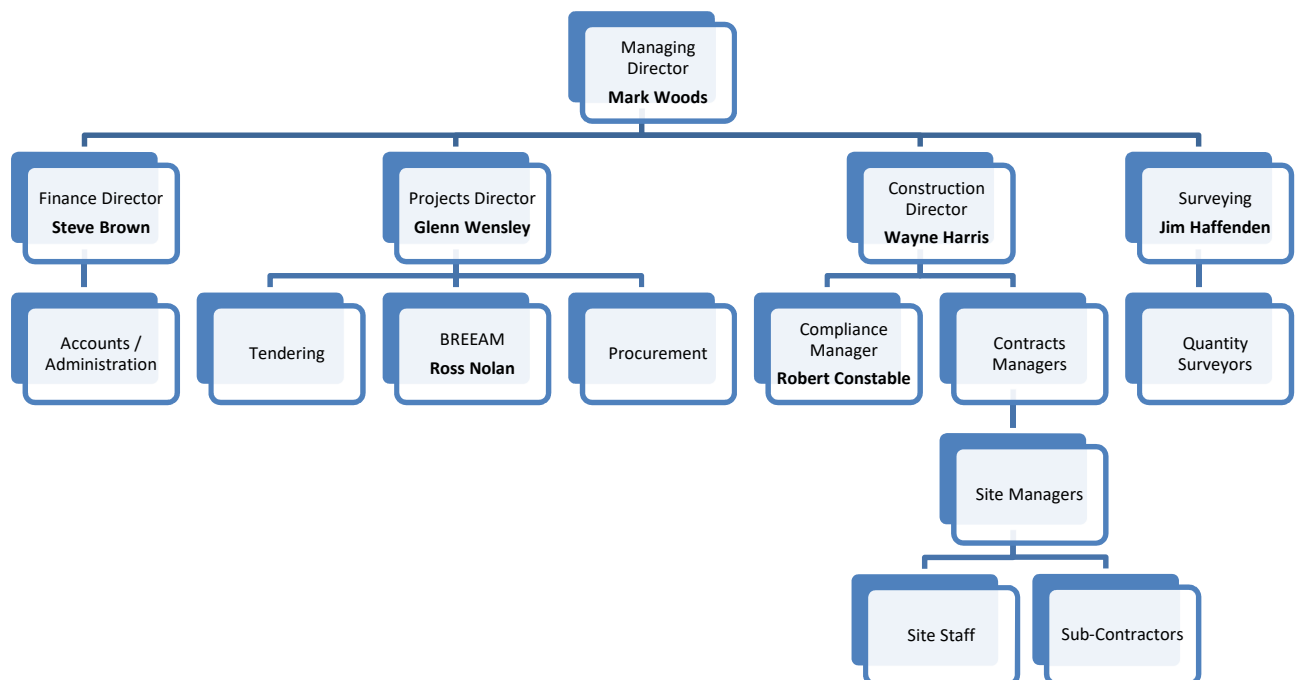 Managing
Director
Mark Woods
Finance Director
Steve Brown
Projects Director
Glenn Wensley
Construction
Director
Wayne Harris
Surveying
Jim Haffenden
Accounts /
Administration
Tendering
BREEAM
Ross Nolan
Procurement
Compliance
Manager
Robert Constable
Contracts
Managers
Quantity
Surveyors
Site Managers
Site Staff
Sub-Contractors